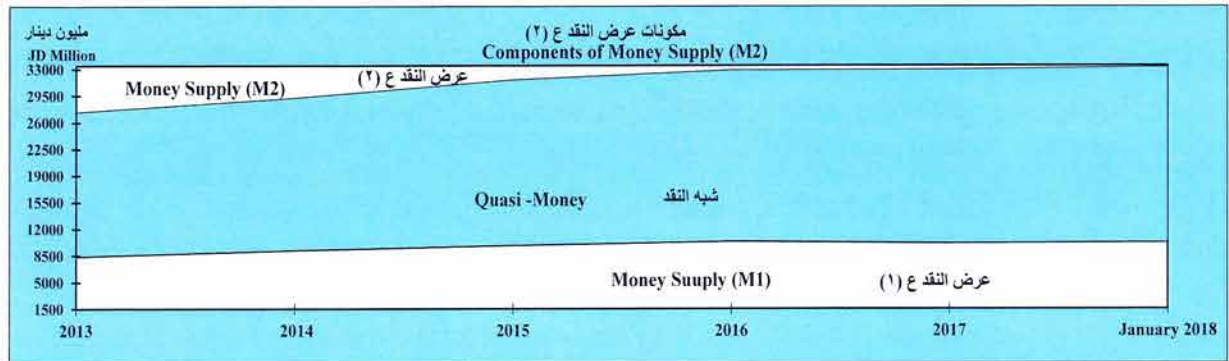 مكونات عرض النقد ع (٢)
Components of Money Supply (M2)
مليون دينار
JD Million
33000
29500
26000
22500
19000
15500
12000
8500
5000
1500
Money Supply (M2) عرض النقد ع (٢)
Quasi -Money شبه النقد
Money Suuply (M1) عرض النقد ع (١)
2013 2014 2015 2016 2017 January 2018